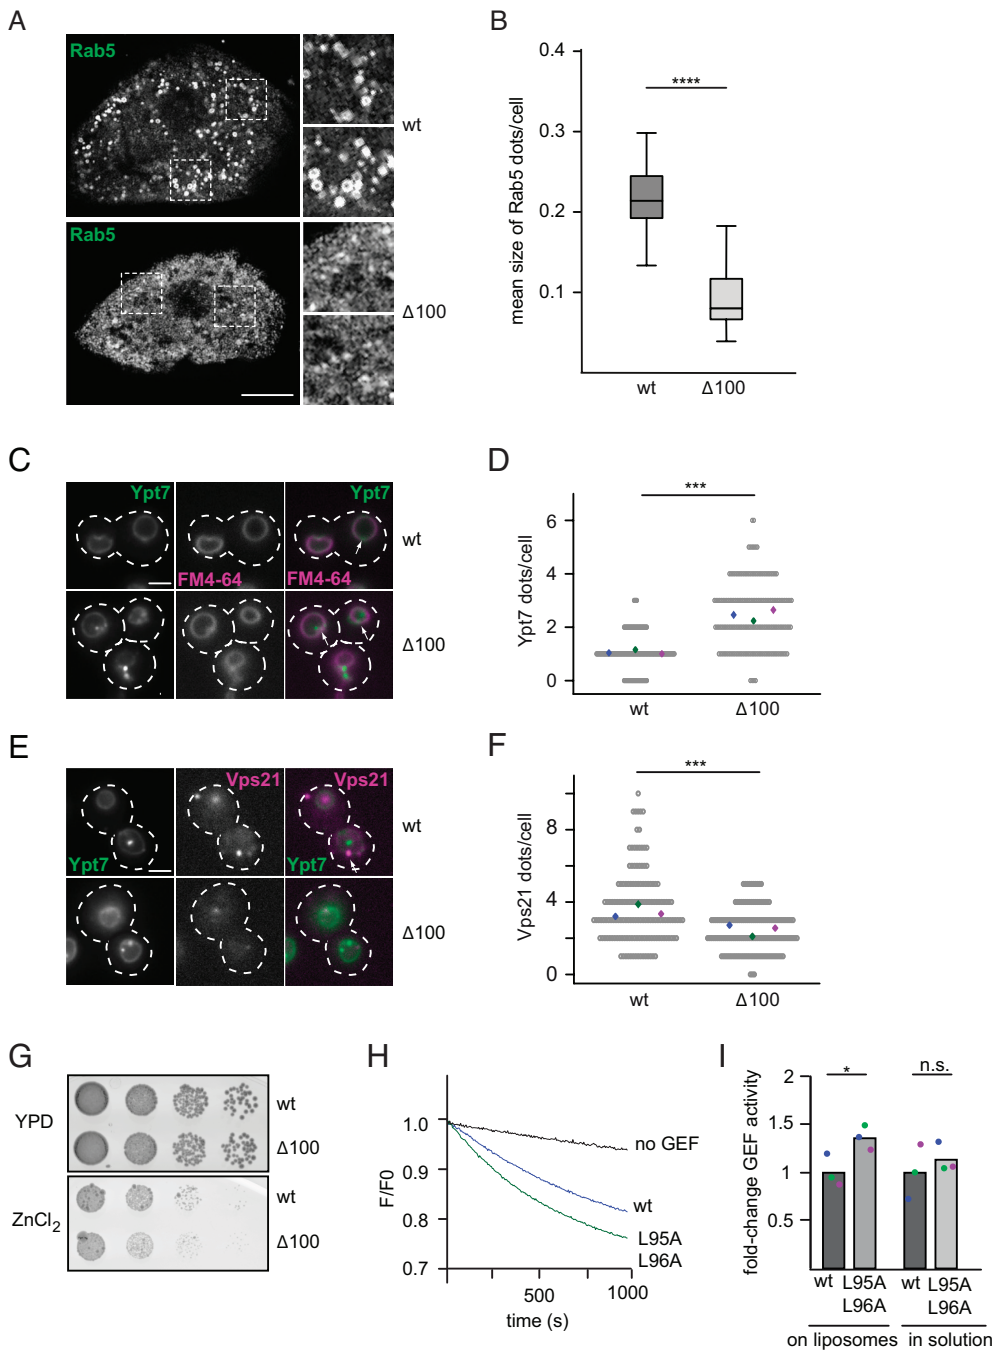 A
Rab5
wt
Rab5
Δ100
B
mean size of Rab5 dots/cell
0.4
0.3
0.2
0.1
****
wt
Δ100
C
Ypt7
FM4-64
Ypt7
FM4-64
wt
Δ100
D
Ypt7 dots/cell
6
4
2
0
***
wt
Δ100
E
Ypt7
Vps21
Vps21
Ypt7
wt
Δ100
F
Vps21 dots/cell
8
4
0
***
wt
Δ100
G
YPD
wt
Δ100
ZnCl₂
wt
Δ100
H
F/F0
1.0
0.9
0.8
0.7
no GEF
wt
L95A
L96A
500
1000
time (s)
I
fold-change GEF activity
2
1.5
1
0.5
*
n.s.
wt
L95A
L96A
wt
L95A
L96A
on liposomes
in solution